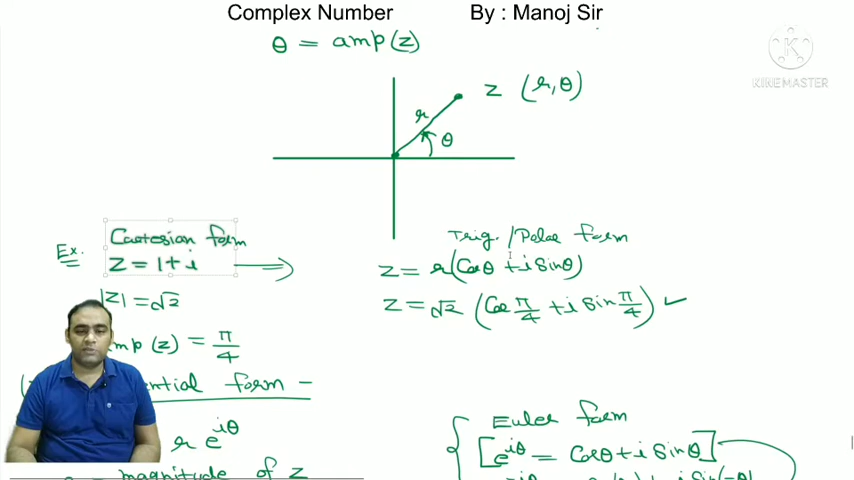 Complex Number By : Manoj Sir
θ = amp(z)
KINEMASTER
z (r,θ)
r
θ
Ex. Cartesian form
z = 1+i
|z| = √2
amp (z) = π/4
ential form -
r e^iθ
magnitude of z
Trig. /Polar form
z = r(Cosθ + i Sinθ)
z = √2 (Cos π/4 + i Sin π/4) ✓
Euler form
[e^iθ = Cosθ + i Sinθ]